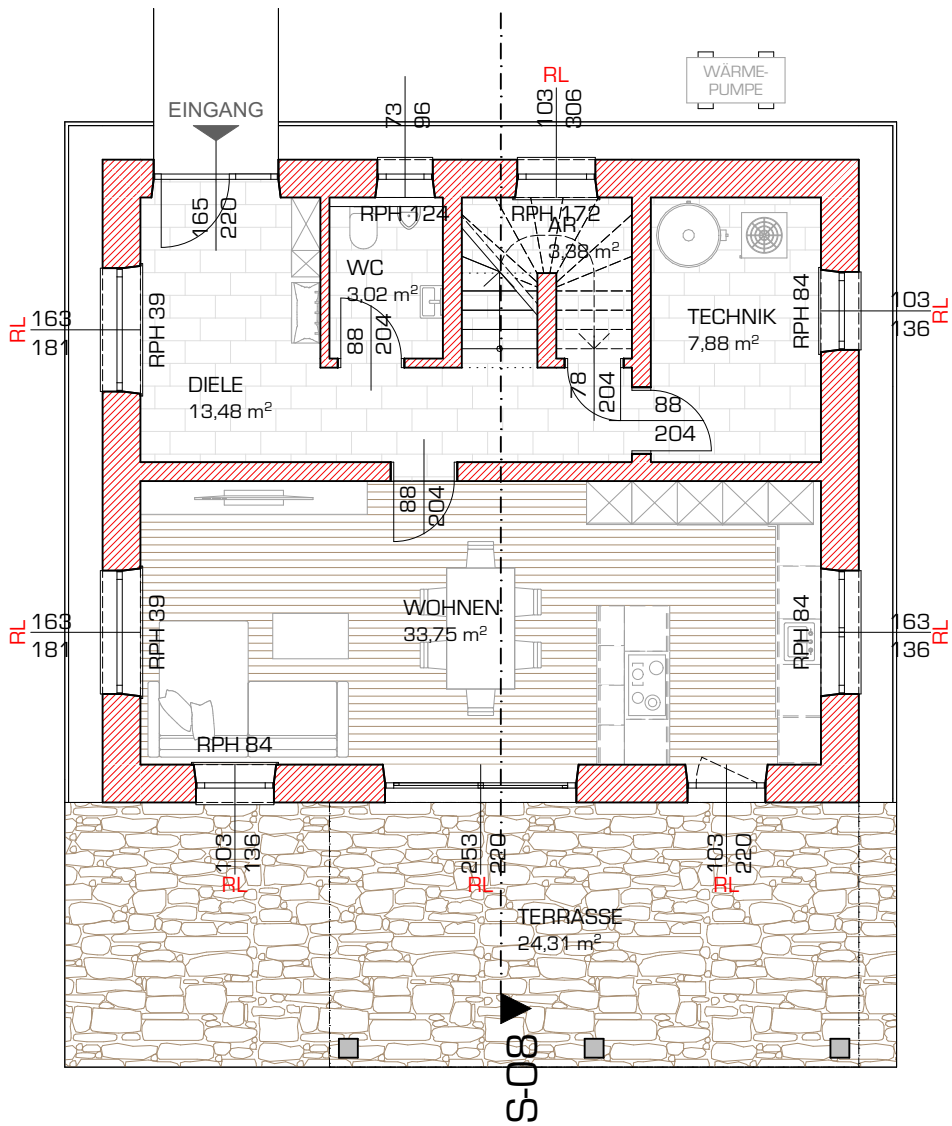 WÄRME-
PUMPE
EINGANG
RL
73
96
103
306
165
220
RPH 124
RPH 172
AR
3,38 m²
WC
3,02 m²
RL
163
181
RPH 39
88
204
78
204
TECHNIK
7,88 m²
RPH 84
103
136
RL
DIELE
13,48 m²
88
204
88
204
RL
163
181
RPH 39
WOHNEN
33,75 m²
RPH 84
163
136
RL
RPH 84
103
136
RL
253
220
RL
103
220
RL
TERRASSE
24,31 m²
S-08